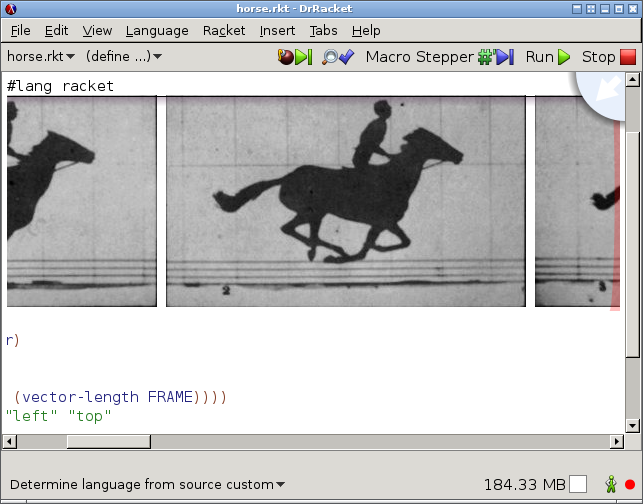 horse.rkt - DrRacket
File Edit View Language Racket Insert Tabs Help
horse.rkt (define ...) Macro Stepper Run Stop
#lang racket
2 3
r)
(vector-length FRAME))))
"left" "top"
Determine language from source custom 184.33 MB